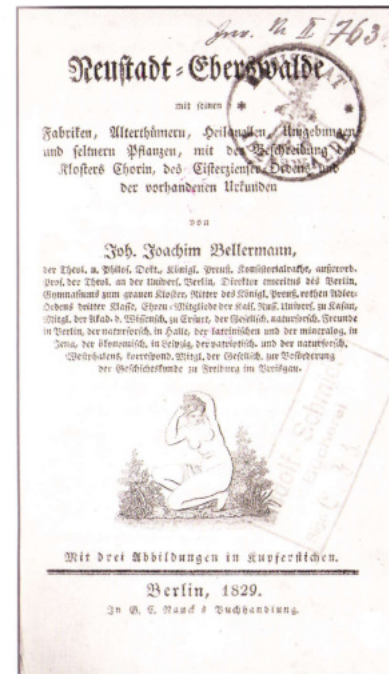 Inv. N II 763.
Neustadt-Eberswalde
mit seinen
Fabriken, Alterthümern, Heilquellen, Umgebungen
und seltnern Pflanzen, mit der Beschreibung des
Klosters Chorin, des Cisterzienser-Ordens und
der vorhandenen Urkunden
von
Joh. Joachim Bellermann,
der Theol. u. Philos. Dokt., Königl. Preuß. Konsistorialrathe, außerord.
Prof. der Theol. an der Univers. Berlin, Direktor emeritus des Berlin.
Gymnasiums zum grauen Kloster, Ritter des Königl. Preuß. rothen Adler-
Ordens dritter Klasse, Ehren-Mitgliede der Kais. Russ. Univers. zu Kasan,
Mitgl. der Akad. d. Wissensch. zu Erfurt, der Gesellsch. naturforsch. Freunde
in Berlin, der naturforsch. in Halle, der lateinischen und der mineralog. in
Jena, der ökonomisch. in Leipzig, der patriotisch. und der naturforsch.
Westphalens, korrespond. Mitgl. der Gesellsch. zur Beförderung
der Geschichtskunde zu Freiburg im Breisgau.
Mit drei Abbildungen in Kupferstichen.
Berlin, 1829.
In G. C. Nauck's Buchhandlung.